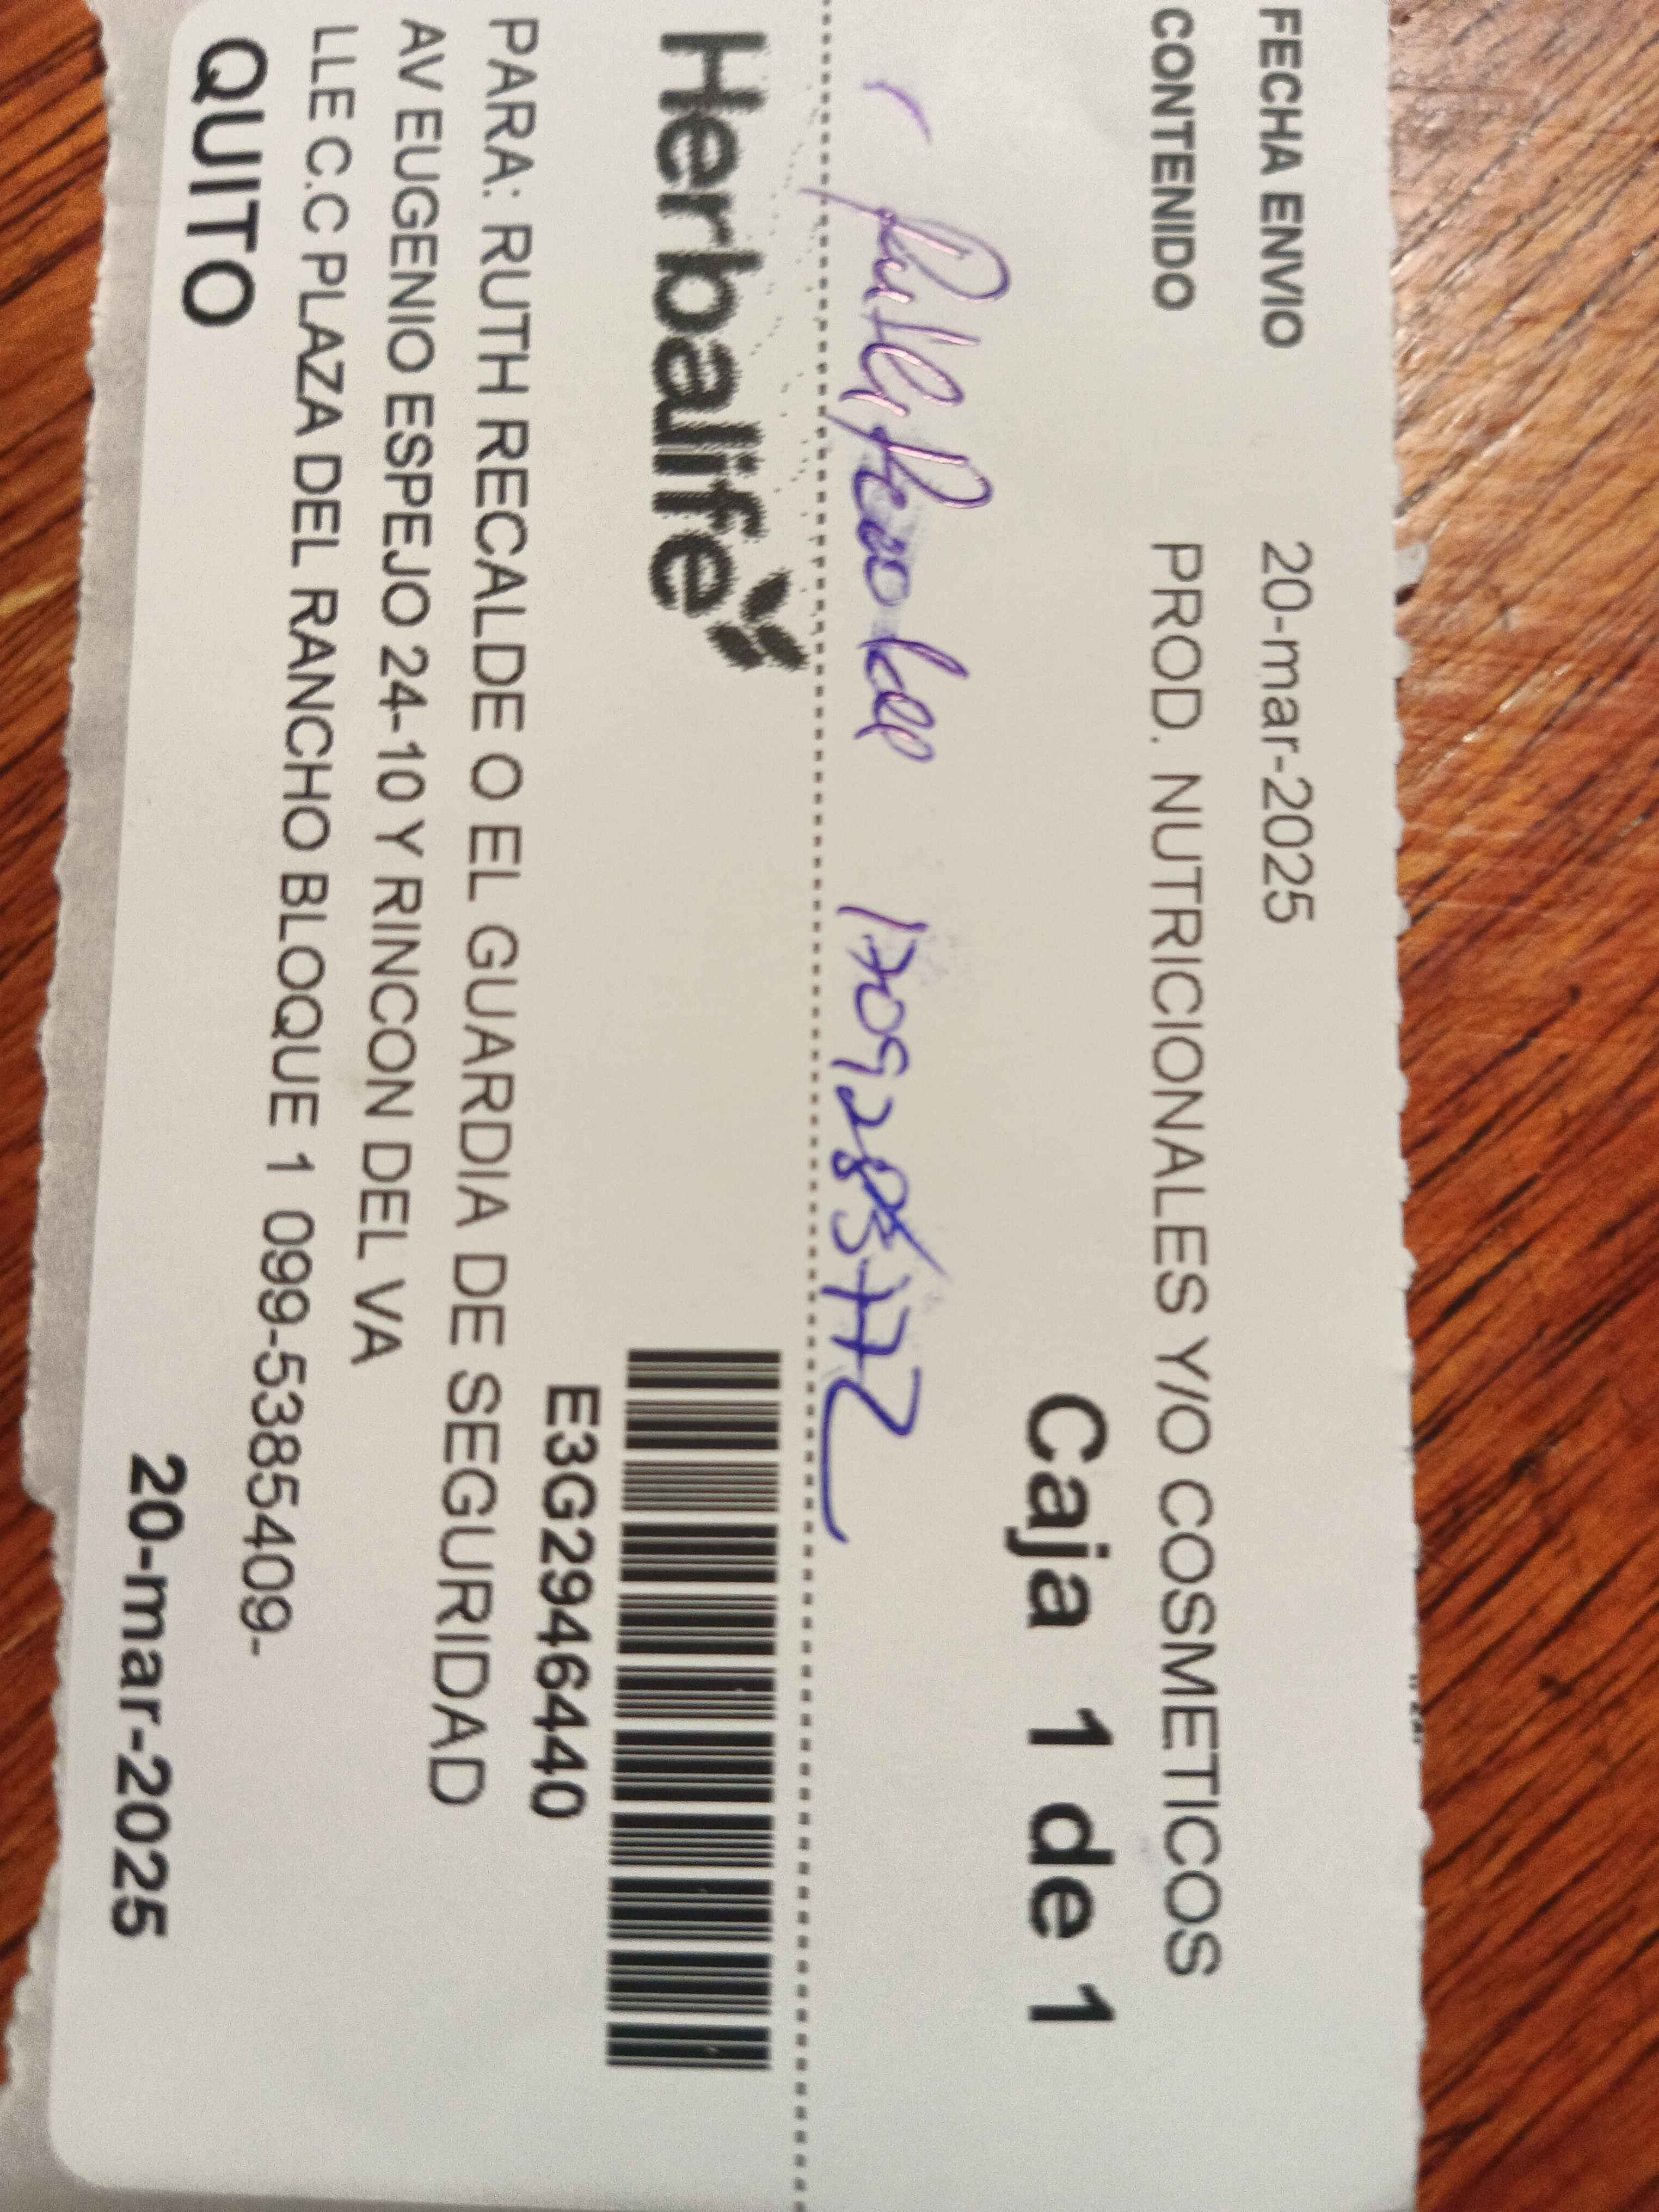 FECHA ENVIO 20-mar-2025
CONTENIDO PROD. NUTRICIONALES Y/O COSMETICOS
Caja 1 de 1
Ruth Recalde
Herbalife
E3G2946440
PARA: RUTH RECALDE O EL GUARDIA DE SEGURIDAD
AV EUGENIO ESPEJO 24-10 Y RINCON DEL VA
LLE C.C PLAZA DEL RANCHO BLOQUE 1 099-5385409-
QUITO 20-mar-2025